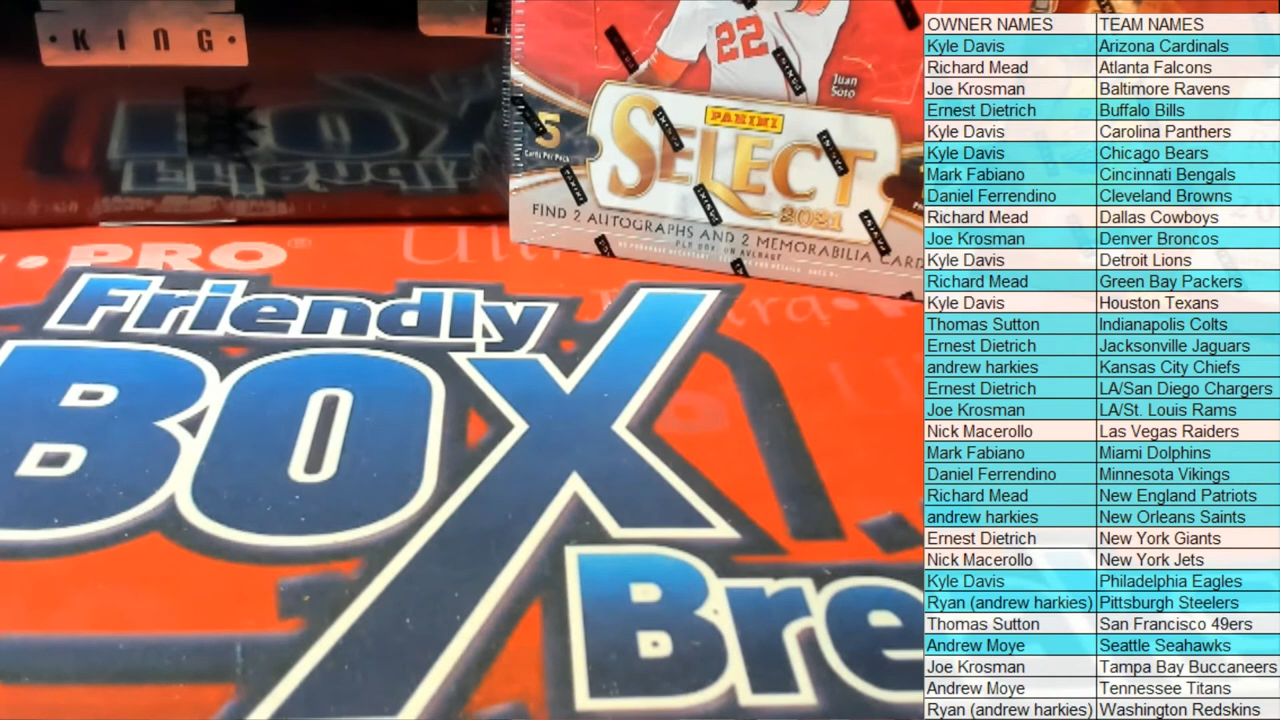 ·KING·
22
Juan
Soto
5
Cards Per Pack
PANINI
SELECT
2021
FIND 2 AUTOGRAPHS AND 2 MEMORABILIA CARD
PER BOX ON AVERAGE
PRO®
Friendly
BOX
Bre
OWNER NAMES TEAM NAMES
Kyle Davis Arizona Cardinals
Richard Mead Atlanta Falcons
Joe Krosman Baltimore Ravens
Ernest Dietrich Buffalo Bills
Kyle Davis Carolina Panthers
Kyle Davis Chicago Bears
Mark Fabiano Cincinnati Bengals
Daniel Ferrendino Cleveland Browns
Richard Mead Dallas Cowboys
Joe Krosman Denver Broncos
Kyle Davis Detroit Lions
Richard Mead Green Bay Packers
Kyle Davis Houston Texans
Thomas Sutton Indianapolis Colts
Ernest Dietrich Jacksonville Jaguars
andrew harkies Kansas City Chiefs
Ernest Dietrich LA/San Diego Chargers
Joe Krosman LA/St. Louis Rams
Nick Macerollo Las Vegas Raiders
Mark Fabiano Miami Dolphins
Daniel Ferrendino Minnesota Vikings
Richard Mead New England Patriots
andrew harkies New Orleans Saints
Ernest Dietrich New York Giants
Nick Macerollo New York Jets
Kyle Davis Philadelphia Eagles
Ryan (andrew harkies) Pittsburgh Steelers
Thomas Sutton San Francisco 49ers
Andrew Moye Seattle Seahawks
Joe Krosman Tampa Bay Buccaneers
Andrew Moye Tennessee Titans
Ryan (andrew harkies) Washington Redskins